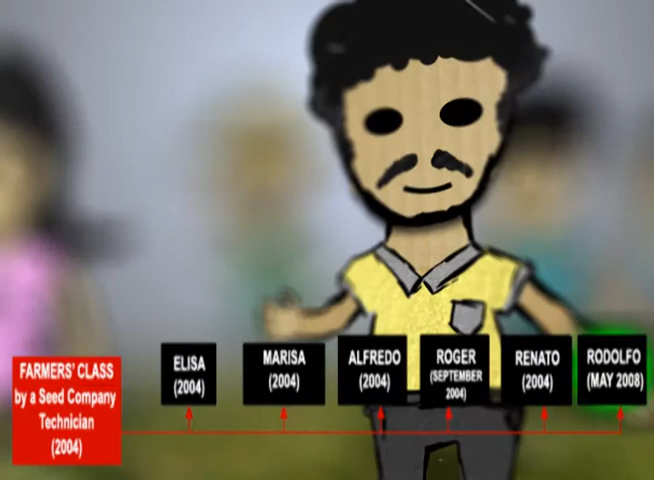 FARMERS' CLASS
by a Seed Company
Technician
(2004)
ELISA
(2004)
MARISA
(2004)
ALFREDO
(2004)
ROGER
(SEPTEMBER
2004)
RENATO
(2004)
RODOLFO
(MAY 2008)